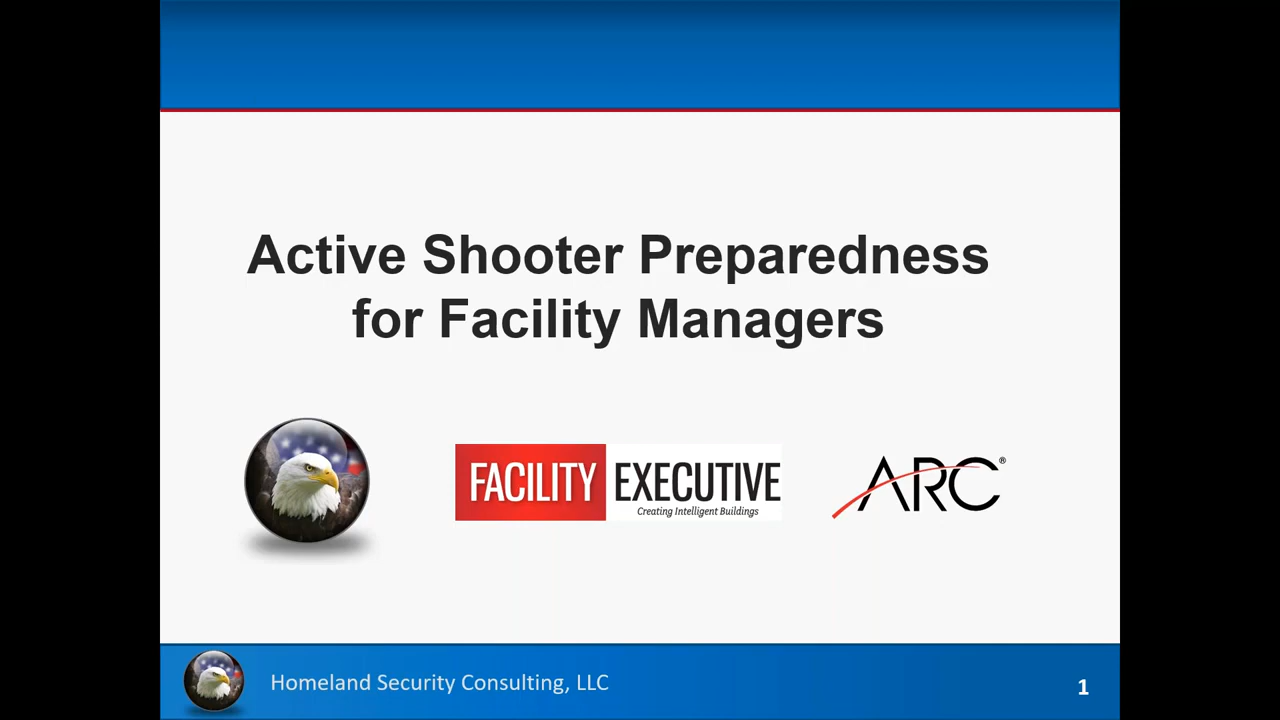 Active Shooter Preparedness
for Facility Managers
FACILITY EXECUTIVE
Creating Intelligent Buildings
ARC®
Homeland Security Consulting, LLC
1